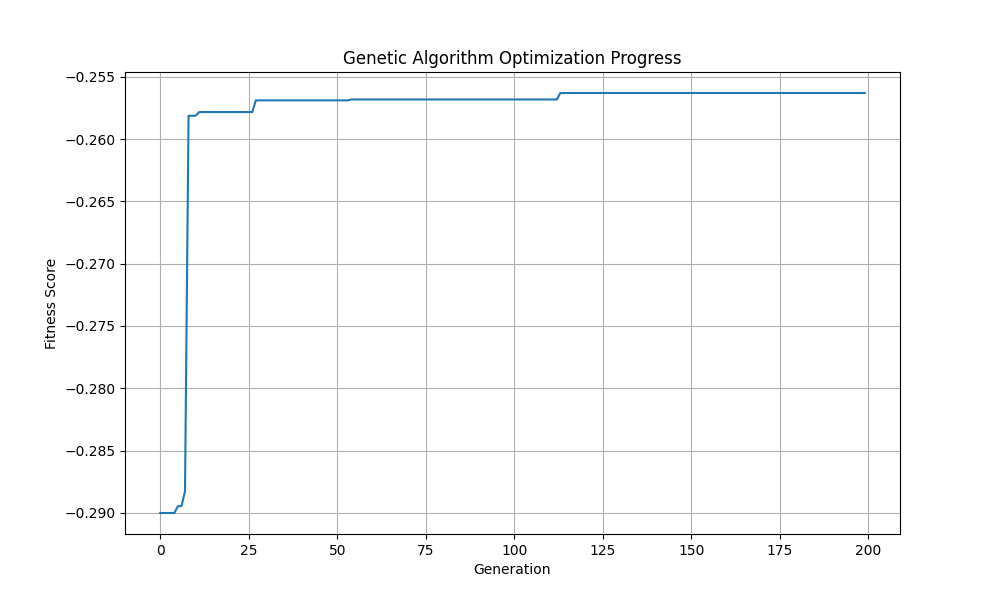 Genetic Algorithm Optimization Progress
Fitness Score
−0.255
−0.260
−0.265
−0.270
−0.275
−0.280
−0.285
−0.290
0 25 50 75 100 125 150 175 200
Generation